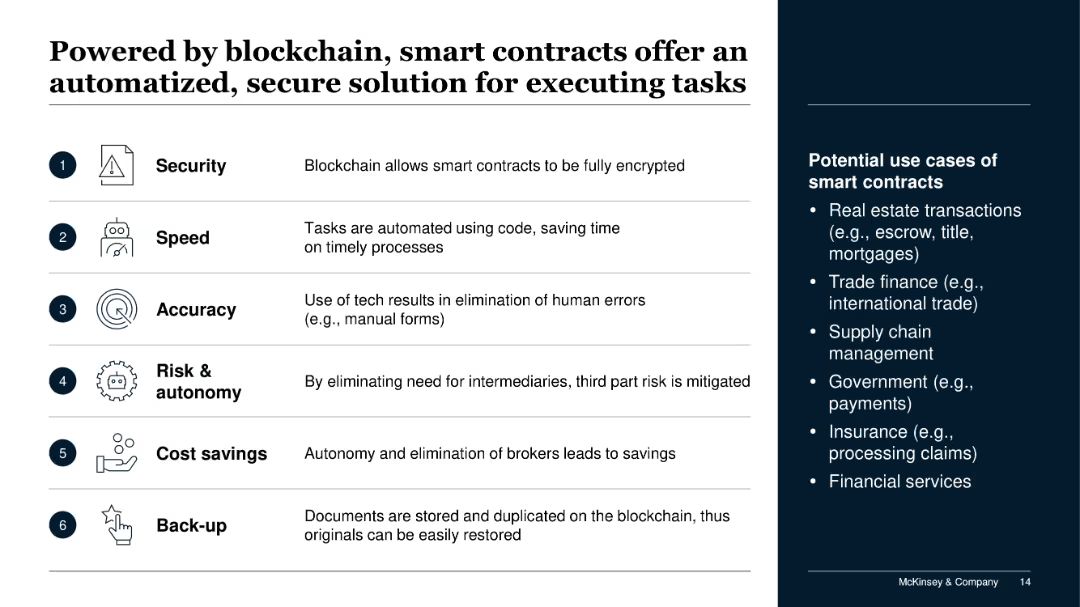 Powered by blockchain, smart contracts offer an
automatized, secure solution for executing tasks
1
Security
Blockchain allows smart contracts to be fully encrypted
2
Speed
Tasks are automated using code, saving time
on timely processes
3
Accuracy
Use of tech results in elimination of human errors
(e.g., manual forms)
4
Risk &
autonomy
By eliminating need for intermediaries, third part risk is mitigated
5
Cost savings
Autonomy and elimination of brokers leads to savings
6
Back-up
Documents are stored and duplicated on the blockchain, thus
originals can be easily restored
Potential use cases of
smart contracts
• Real estate transactions
(e.g., escrow, title,
mortgages)
• Trade finance (e.g.,
international trade)
• Supply chain
management
• Government (e.g.,
payments)
• Insurance (e.g.,
processing claims)
• Financial services
McKinsey & Company 14